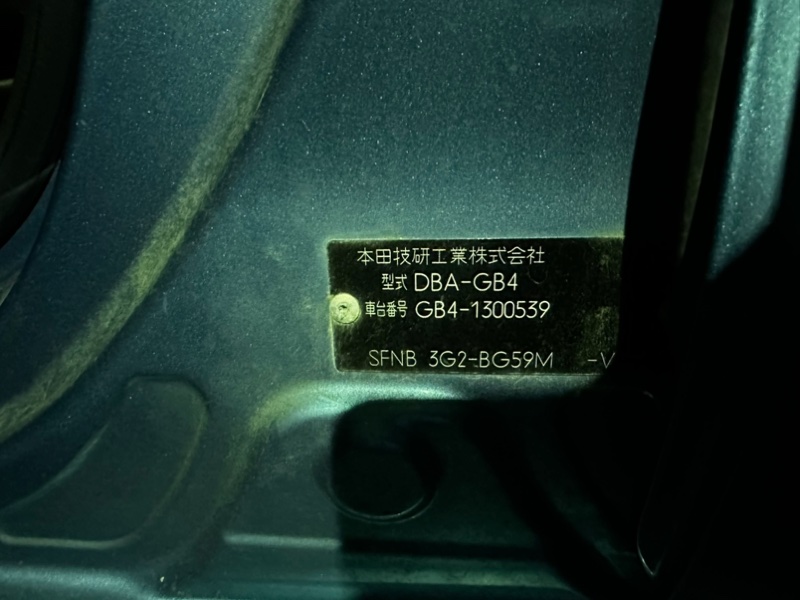 本田技研工業株式会社
型式 DBA-GB4
車台番号 GB4-1300539
SFNB 3G2-BG59M -V